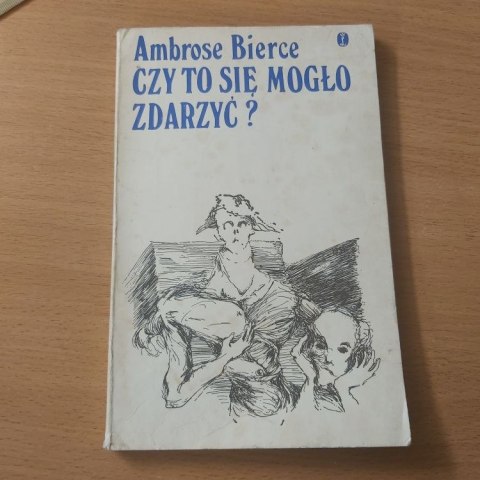 Ambrose Bierce
CZY TO SIĘ MOGŁO
ZDARZYĆ?